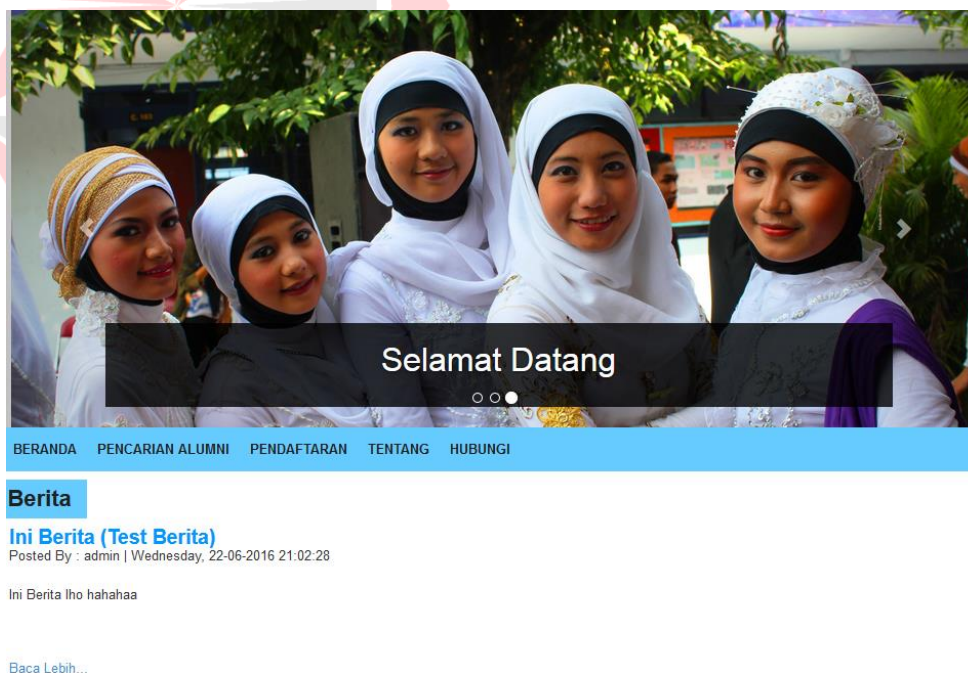 E.103
Selamat Datang
BERANDA PENCARIAN ALUMNI PENDAFTARAN TENTANG HUBUNGI
Berita
Ini Berita (Test Berita)
Posted By : admin | Wednesday, 22-06-2016 21:02:28
Ini Berita lho hahahaa
Baca Lebih...